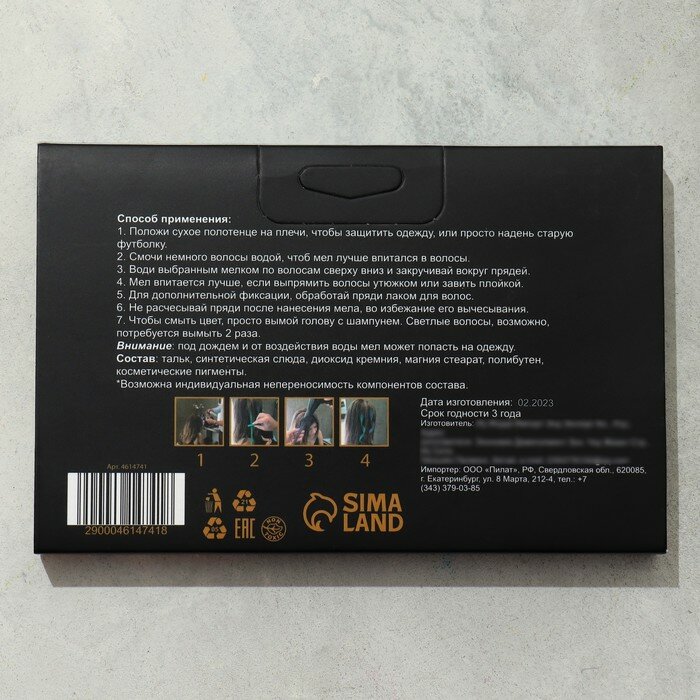 Способ применения:
1. Положи сухое полотенце на плечи, чтобы защитить одежду, или просто надень старую
футболку.
2. Смочи немного волосы водой, чтоб мел лучше впитался в волосы.
3. Води выбранным мелком по волосам сверху вниз и закручивай вокруг прядей.
4. Мел впитается лучше, если выпрямить волосы утюжком или завить плойкой.
5. Для дополнительной фиксации, обработай пряди лаком для волос.
6. Не расчесывай пряди после нанесения мела, во избежание его вычесывания.
7. Чтобы смыть цвет, просто вымой голову с шампунем. Светлые волосы, возможно,
потребуется вымыть 2 раза.
Внимание: под дождем и от воздействия воды мел может попасть на одежду.
Состав: тальк, синтетическая слюда, диоксид кремния, магния стеарат, полибутен,
косметические пигменты.
*Возможна индивидуальная непереносимость компонентов состава.
1 2 3 4
Дата изготовления: 02.2023
Срок годности 3 года
Изготовитель:
Импортер: ООО «Пилат», РФ, Свердловская обл., 620085,
г. Екатеринбург, ул. 8 Марта, 212-4, тел.: +7
(343) 379-03-85
Арт. 4614741
2900046147418
21
05
EAC
NON TOXIC
SIMA
LAND